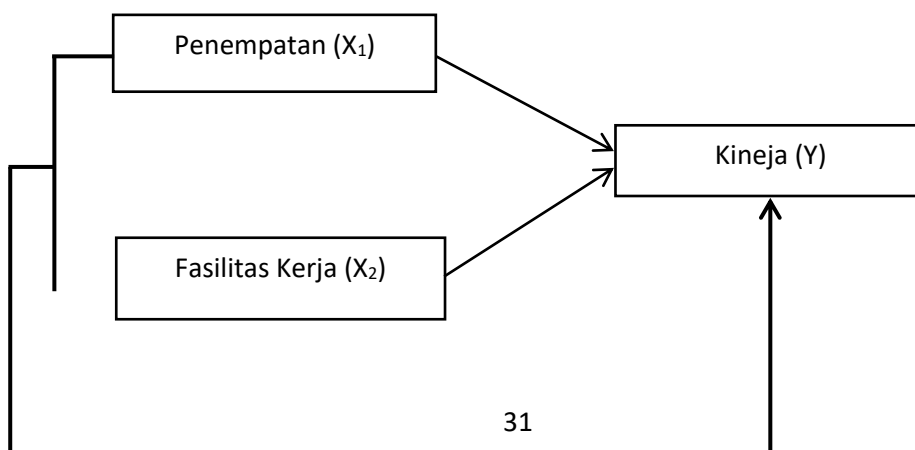 Penempatan (X₁)
Kineja (Y)
Fasilitas Kerja (X₂)
31